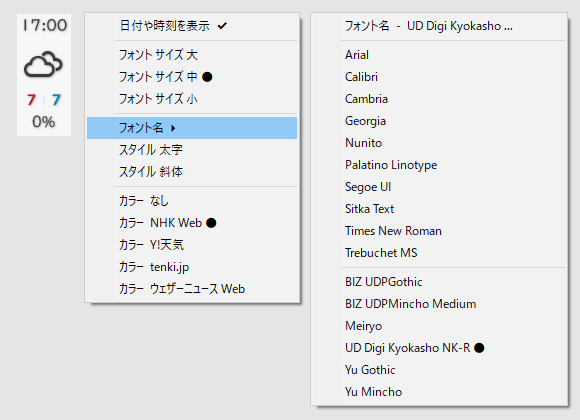 17:00
7 7
0%
日付や時刻を表示 ✔
フォント サイズ 大
フォント サイズ 中 ●
フォント サイズ 小
フォント名 ▶
スタイル 太字
スタイル 斜体
カラー なし
カラー NHK Web ●
カラー Y!天気
カラー tenki.jp
カラー ウェザーニュース Web
フォント名 - UD Digi Kyokasho ...
Arial
Calibri
Cambria
Georgia
Nunito
Palatino Linotype
Segoe UI
Sitka Text
Times New Roman
Trebuchet MS
BIZ UDPGothic
BIZ UDPMincho Medium
Meiryo
UD Digi Kyokasho NK-R ●
Yu Gothic
Yu Mincho